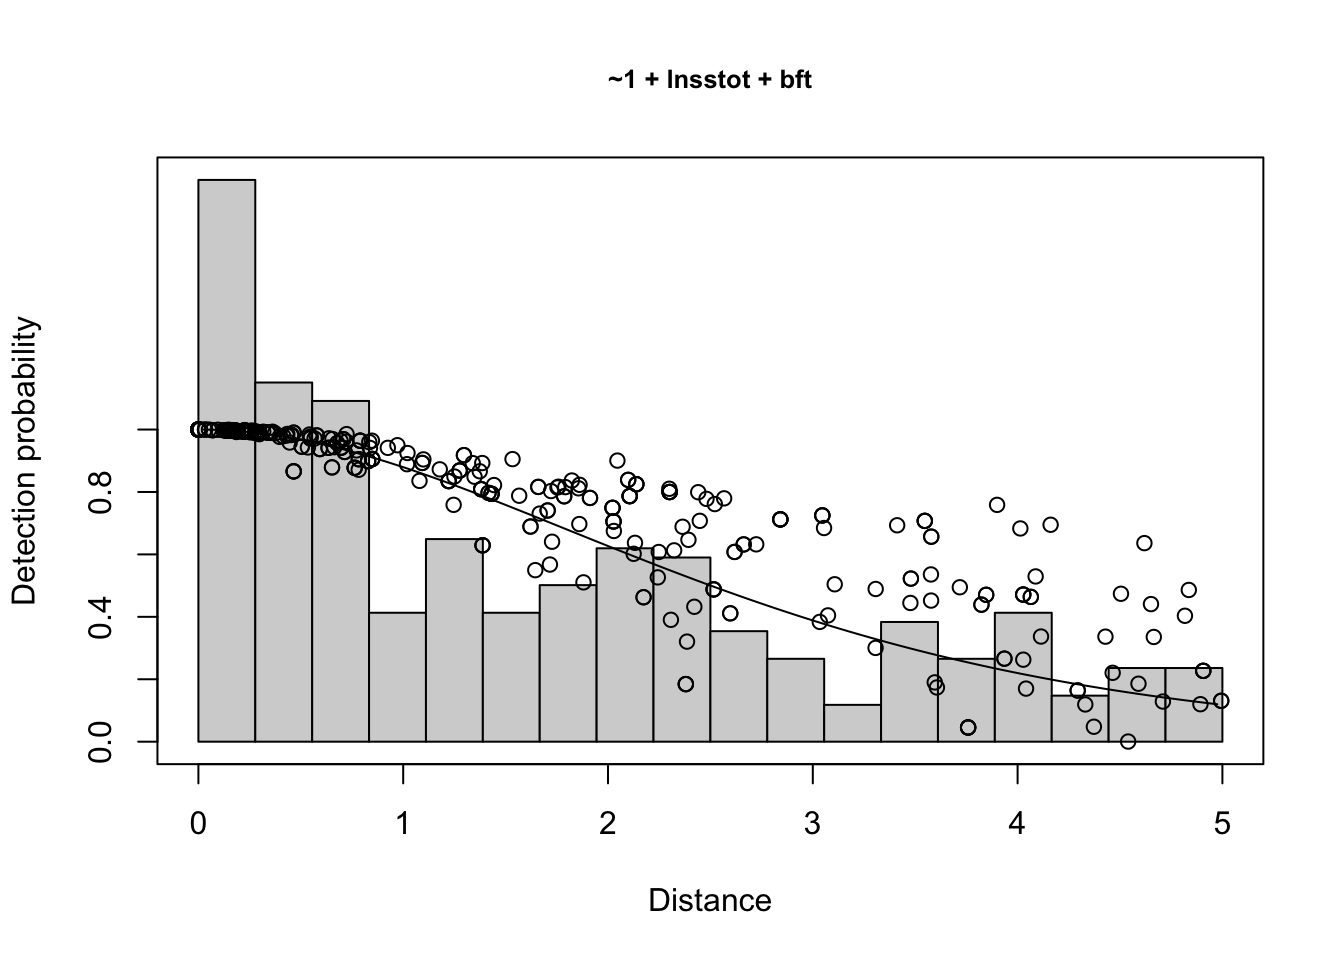 ~1 + lnsstot + bft
Detection probability
0.8
0.4
0.0
0 1 2 3 4 5
Distance